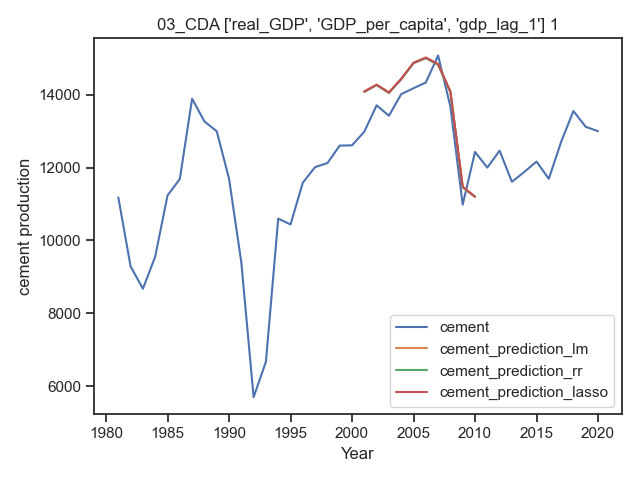 03_CDA ['real_GDP', 'GDP_per_capita', 'gdp_lag_1'] 1
cement production
14000
12000
10000
8000
6000
cement
cement_prediction_lm
cement_prediction_rr
cement_prediction_lasso
1980 1985 1990 1995 2000 2005 2010 2015 2020
Year